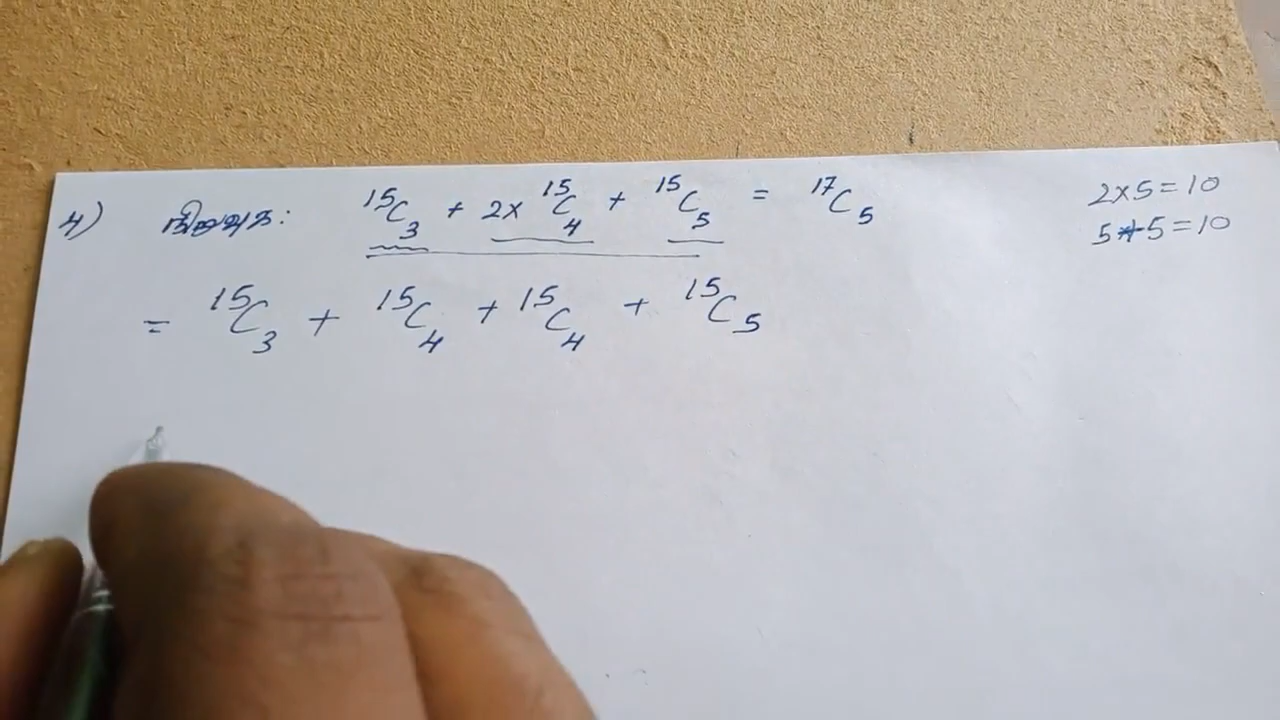 4) நிறுவுக: ¹⁵C₃ + 2x ¹⁵C₄ + ¹⁵C₅ = ¹⁷C₅
2x5=10
5+5=10
= ¹⁵C₃ + ¹⁵C₄ + ¹⁵C₄ + ¹⁵C₅